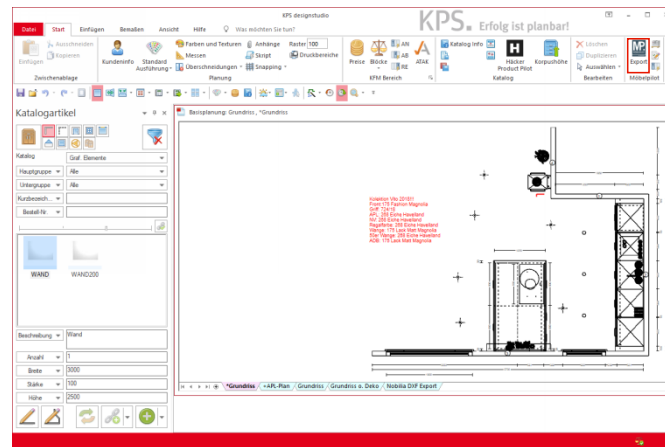 KPS designstudio
KPS. Erfolg ist planbar!
Datei Start Einfügen Bemaßen Ansicht Hilfe Was möchten Sie tun?
Einfügen
Ausschneiden
Kopieren
Zwischenablage
Kundeninfo
Standard Ausführung
Farben und Texturen
Messen
Überschneidungen
Anhänge
Skript
Snapping
Raster 100
Druckbereiche
Planung
Preise
Böcke
AN
AB
RE
ATAK
KFM Bereich
Katalog Info
Häcker Product Pilot
Korpushöhe
Katalog
Löschen
Duplizieren
Auswählen
Bearbeiten
MP
Export
Möbelpilot
Katalogartikel
Basisplanung: Grundriss , *Grundriss
Katalog Graf. Elemente
Hauptgruppe Alle
Untergruppe Alle
Kurzbezeich...
Bestell-Nr.
WAND WAND200
Beschreibung Wand
Anzahl 1
Breite 3000
Stärke 100
Höhe 2500
*Grundriss +APL-Plan Grundriss Grundriss o. Deko Nobilia DXF Export